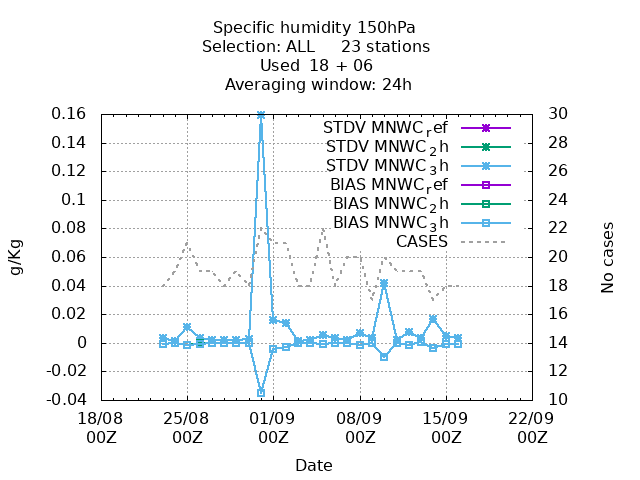 Specific humidity 150hPa
Selection: ALL 23 stations
Used 18 + 06
Averaging window: 24h
0.16
0.14
0.12
0.1
0.08
0.06
0.04
0.02
0
-0.02
-0.04
g/Kg
30
28
26
24
22
20
18
16
14
12
10
No cases
STDV MNWC_ref
STDV MNWC_2h
STDV MNWC_3h
BIAS MNWC_ref
BIAS MNWC_2h
BIAS MNWC_3h
CASES
18/08 25/08 01/09 08/09 15/09 22/09
00Z 00Z 00Z 00Z 00Z 00Z
Date